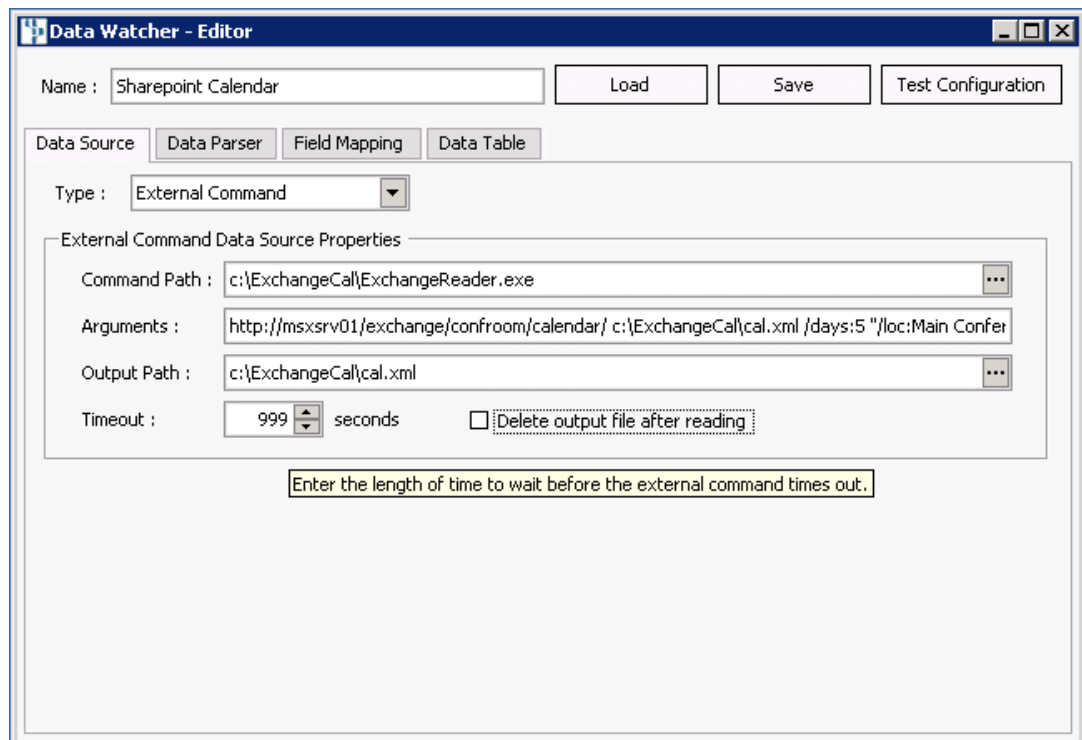 Data Watcher - Editor
Name : Sharepoint Calendar Load Save Test Configuration
Data Source Data Parser Field Mapping Data Table
Type : External Command
External Command Data Source Properties
Command Path : c:\ExchangeCal\ExchangeReader.exe ...
Arguments : http://msxsrv01/exchange/confroom/calendar/ c:\ExchangeCal\cal.xml /days:5 "/loc:Main Confer
Output Path : c:\ExchangeCal\cal.xml ...
Timeout : 999 seconds Delete output file after reading
Enter the length of time to wait before the external command times out.